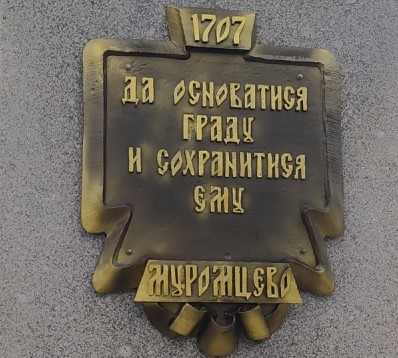 1707
ДА ОСНОВАТИСЯ
ГРАДУ
И СОХРАНИТИСЯ
ЕМУ
МУРОМЦЕВО